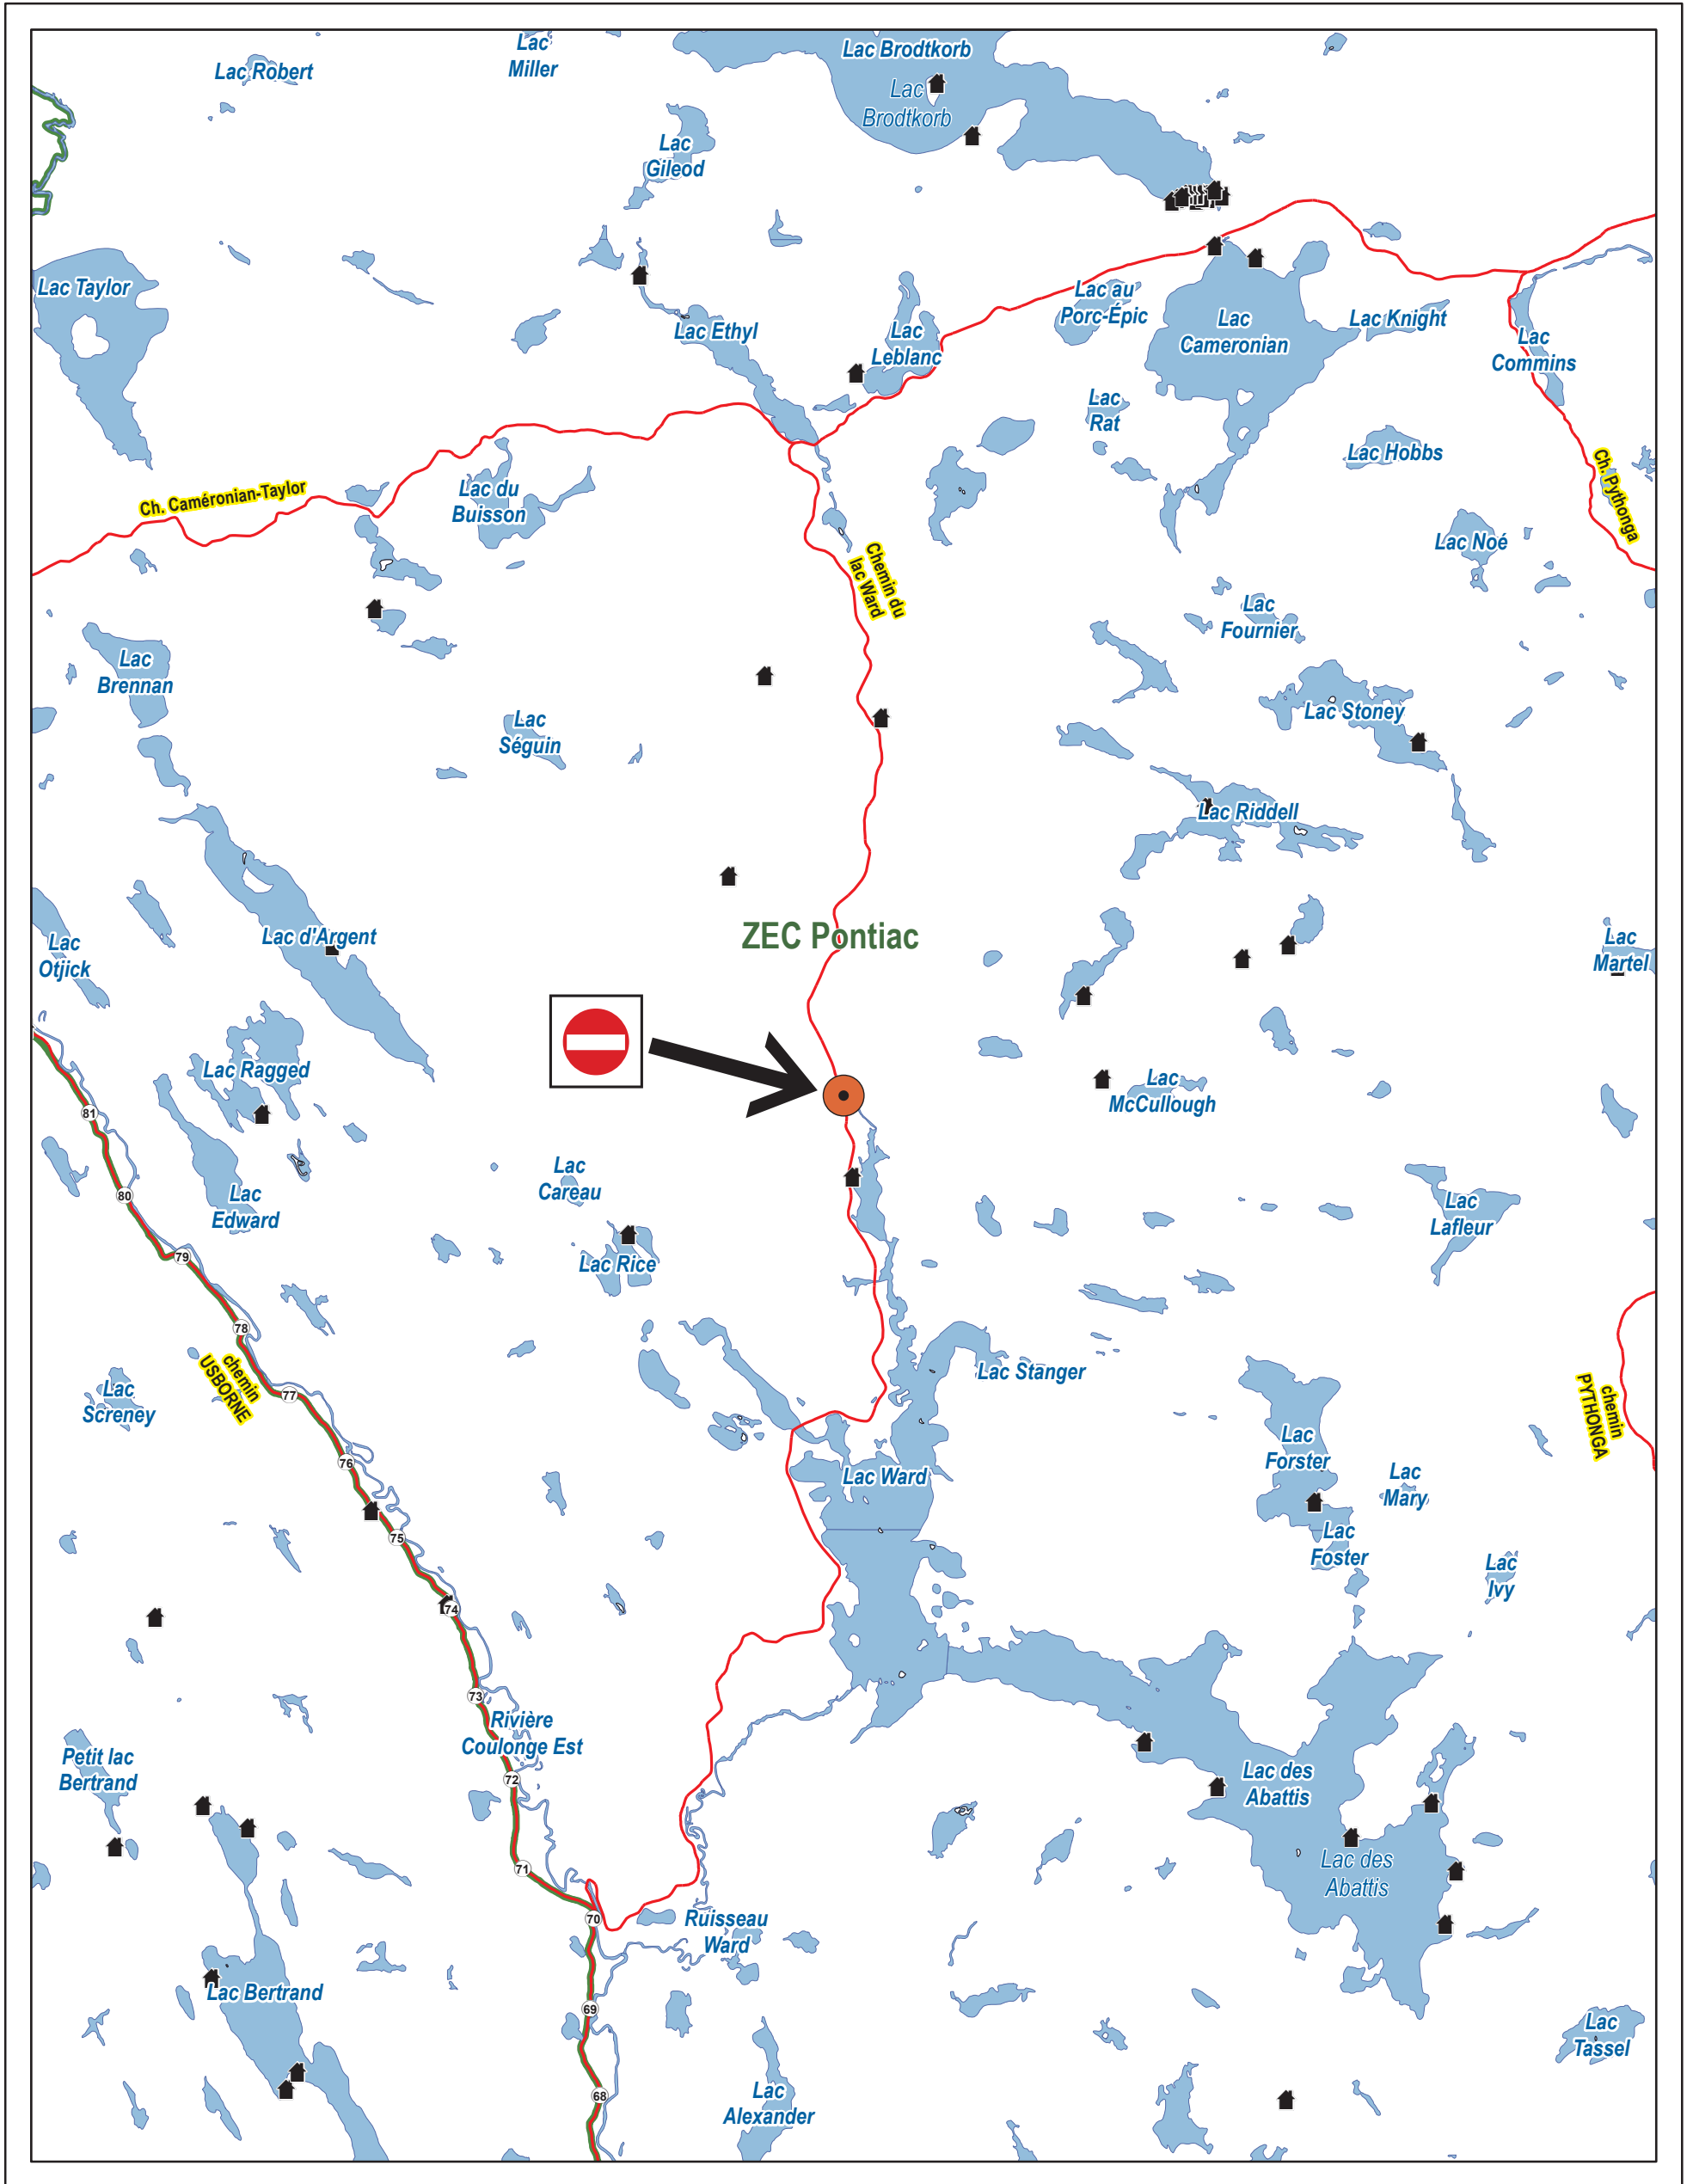 Lac Robert
Lac
Miller
Lac Brodtkorb
Lac
Brodtkorb
Lac
Gileod
Lac Taylor
Lac Ethyl
Lac
Leblanc
Lac au
Porc-Épic
Lac
Cameronian
Lac Knight
Lac
Commins
Lac
Rat
Lac Hobbs
Ch. Caméronian-Taylor
Lac du
Buisson
Ch. Pythonga
Lac Noé
Chemin du
lac Ward
Lac
Fournier
Lac
Brennan
Lac
Séguin
Lac Stoney
Lac Riddell
Lac d'Argent
ZEC Pontiac
Lac
Otjick
Lac
Martel
Lac Ragged
Lac
McCullough
81
80
Lac
Edward
Lac
Careau
Lac
Lafleur
79
Lac Rice
78
chemin
USBORNE
77
Lac Stanger
Lac
Screney
chemin
PYTHONGA
76
Lac Ward
Lac
Forster
Lac
Mary
75
Lac
Foster
Lac
Ivy
74
73
Rivière
Coulonge Est
Petit lac
Bertrand
72
Lac des
Abattis
71
Lac des
Abattis
70
Ruisseau
Ward
Lac Bertrand
69
Lac
Tassel
68
Lac
Alexander